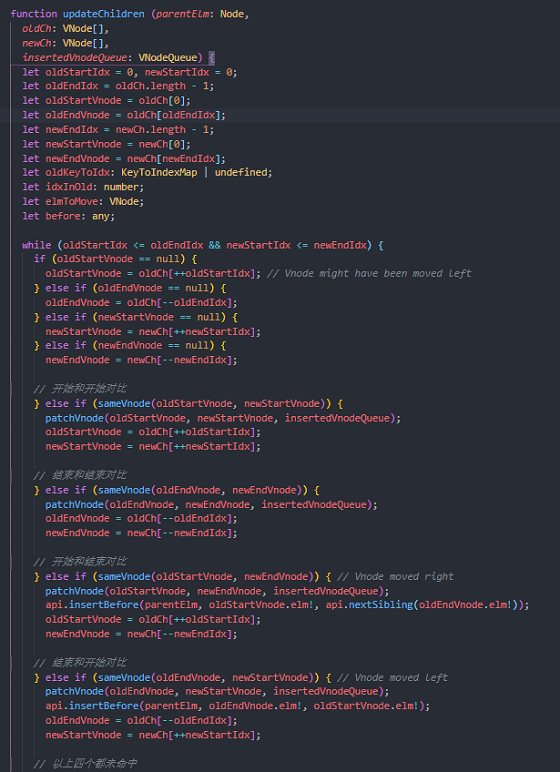 function updateChildren (parentElm: Node,
  oldCh: VNode[],
  newCh: VNode[],
  insertedVnodeQueue: VNodeQueue) {
  let oldStartIdx = 0, newStartIdx = 0;
  let oldEndIdx = oldCh.length - 1;
  let oldStartVnode = oldCh[0];
  let oldEndVnode = oldCh[oldEndIdx];
  let newEndIdx = newCh.length - 1;
  let newStartVnode = newCh[0];
  let newEndVnode = newCh[newEndIdx];
  let oldKeyToIdx: KeyToIndexMap | undefined;
  let idxInOld: number;
  let elmToMove: VNode;
  let before: any;
  while (oldStartIdx <= oldEndIdx && newStartIdx <= newEndIdx) {
    if (oldStartVnode == null) {
      oldStartVnode = oldCh[++oldStartIdx]; // Vnode might have been moved left
    } else if (oldEndVnode == null) {
      oldEndVnode = oldCh[--oldEndIdx];
    } else if (newStartVnode == null) {
      newStartVnode = newCh[++newStartIdx];
    } else if (newEndVnode == null) {
      newEndVnode = newCh[--newEndIdx];
    // 开始和开始对比
    } else if (sameVnode(oldStartVnode, newStartVnode)) {
      patchVnode(oldStartVnode, newStartVnode, insertedVnodeQueue);
      oldStartVnode = oldCh[++oldStartIdx];
      newStartVnode = newCh[++newStartIdx];
    // 结束和结束对比
    } else if (sameVnode(oldEndVnode, newEndVnode)) {
      patchVnode(oldEndVnode, newEndVnode, insertedVnodeQueue);
      oldEndVnode = oldCh[--oldEndIdx];
      newEndVnode = newCh[--newEndIdx];
    // 开始和结束对比
    } else if (sameVnode(oldStartVnode, newEndVnode)) { // Vnode moved right
      patchVnode(oldStartVnode, newEndVnode, insertedVnodeQueue);
      api.insertBefore(parentElm, oldStartVnode.elm!, api.nextSibling(oldEndVnode.elm!));
      oldStartVnode = oldCh[++oldStartIdx];
      newEndVnode = newCh[--newEndIdx];
    // 结束和开始对比
    } else if (sameVnode(oldEndVnode, newStartVnode)) { // Vnode moved left
      patchVnode(oldEndVnode, newStartVnode, insertedVnodeQueue);
      api.insertBefore(parentElm, oldEndVnode.elm!, oldStartVnode.elm!);
      oldEndVnode = oldCh[--oldEndIdx];
      newStartVnode = newCh[++newStartIdx];
    // 以上四个都未命中